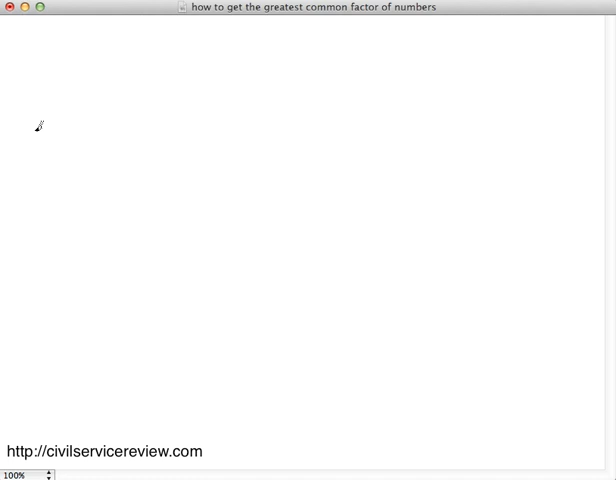 how to get the greatest common factor of numbers
http://civilservicereview.com
100%